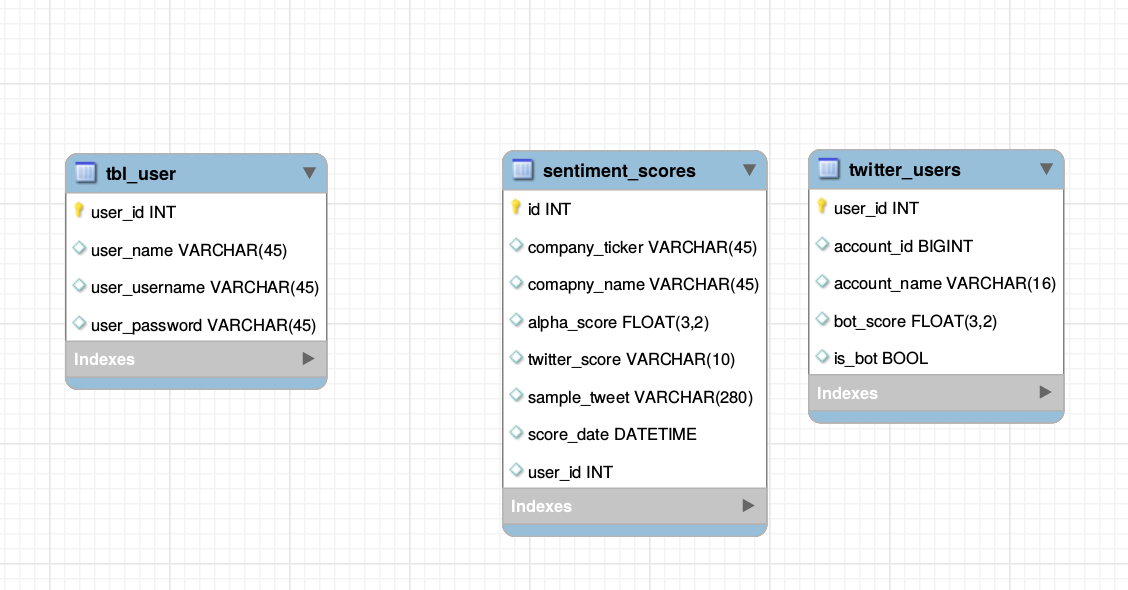 tbl_user
user_id INT
user_name VARCHAR(45)
user_username VARCHAR(45)
user_password VARCHAR(45)
Indexes
sentiment_scores
id INT
company_ticker VARCHAR(45)
comapny_name VARCHAR(45)
alpha_score FLOAT(3,2)
twitter_score VARCHAR(10)
sample_tweet VARCHAR(280)
score_date DATETIME
user_id INT
Indexes
twitter_users
user_id INT
account_id BIGINT
account_name VARCHAR(16)
bot_score FLOAT(3,2)
is_bot BOOL
Indexes